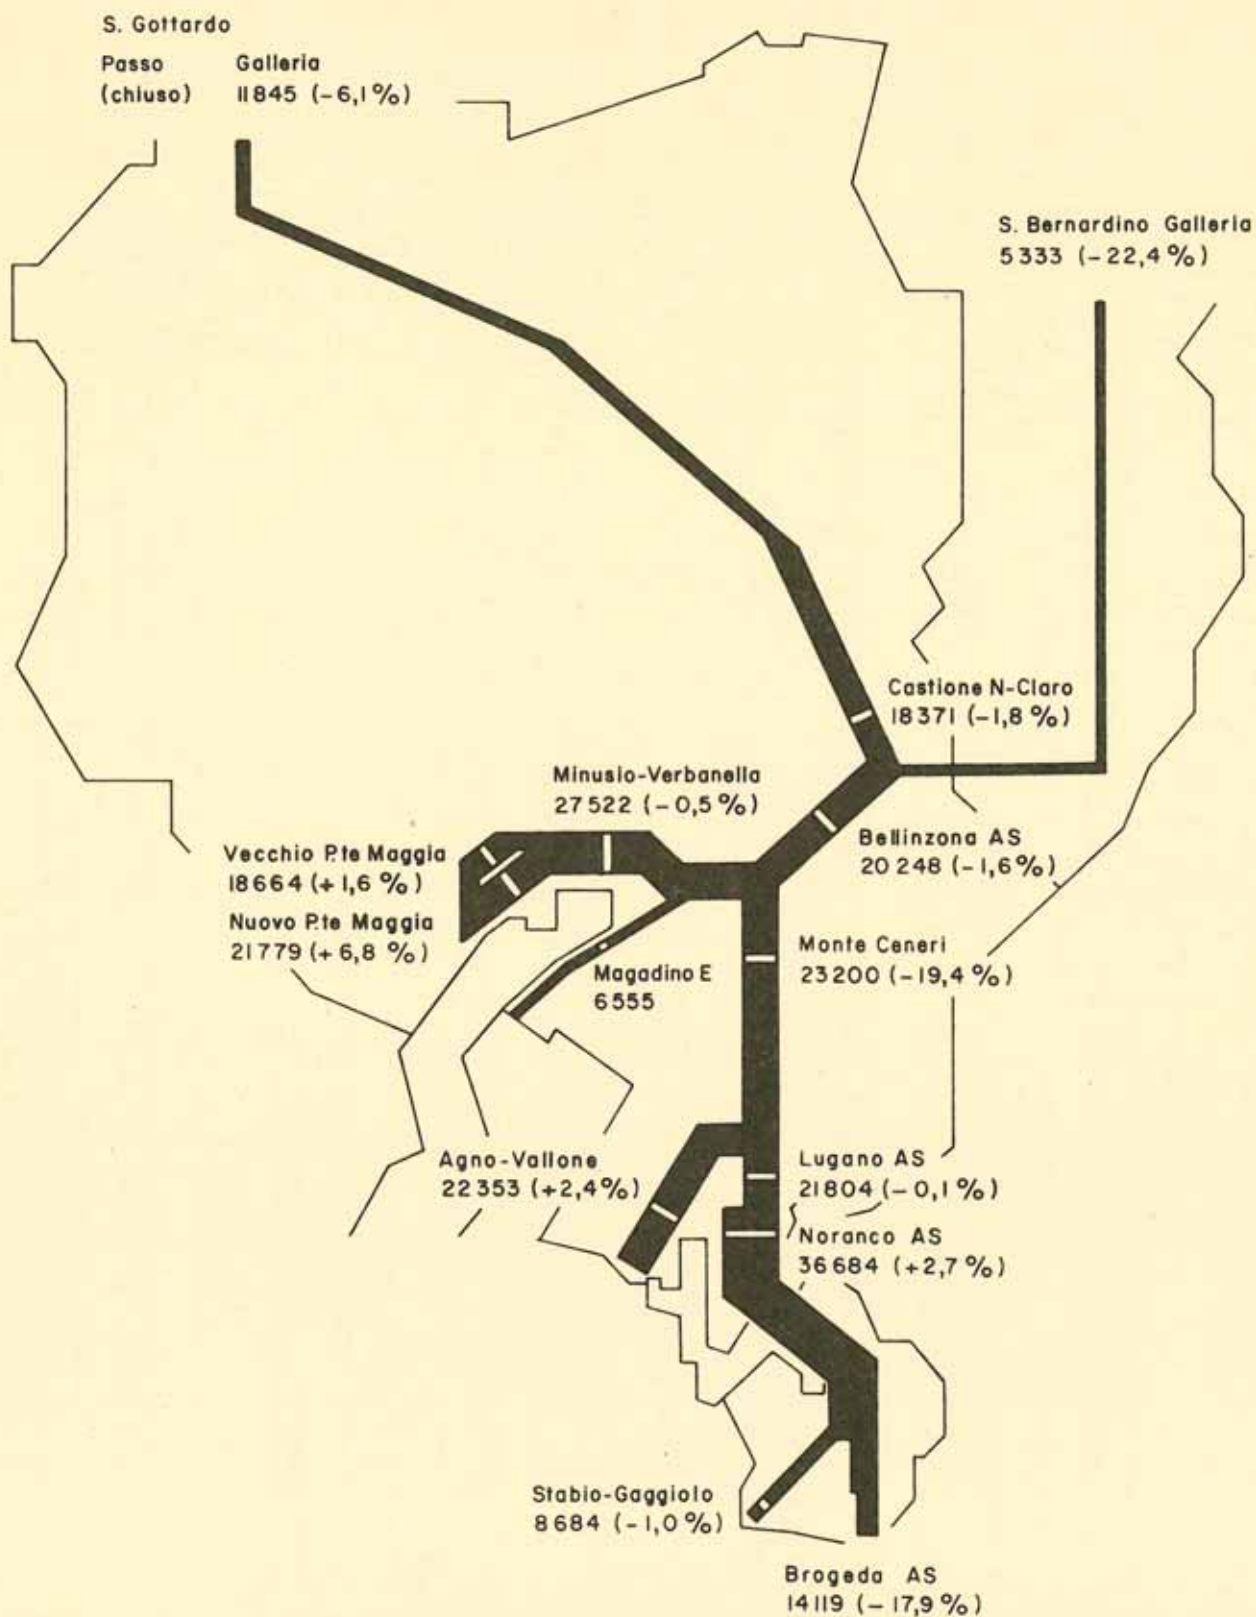 S. Gottardo
Passo Galleria
(chiuso) 11845 (-6,1%)
S. Bernardino Galleria
5333 (-22,4%)
Castione N-Claro
18371 (-1,8%)
Minusio-Verbanella
27522 (-0,5%)
Bellinzona AS
20248 (-1,6%)
Vecchio P.te Maggia
18664 (+1,6%)
Nuovo P.te Maggia
21779 (+6,8%)
Monte Ceneri
23200 (-19,4%)
Magadino E
6555
Agno-Vallone
22353 (+2,4%)
Lugano AS
21804 (-0,1%)
Noranco AS
36684 (+2,7%)
Stabio-Gaggiolo
8684 (-1,0%)
Brogeda AS
14119 (-17,9%)